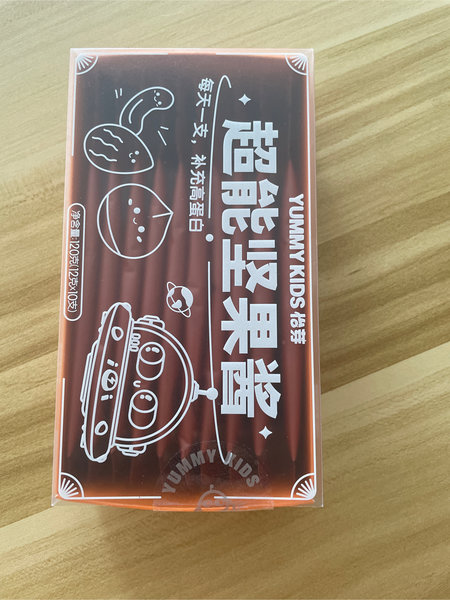 YUMMY KIDS 怡芽
超能坚果酱
每天一支，补充高蛋白
净含量：120克(12克×10支)
YUMMY KIDS